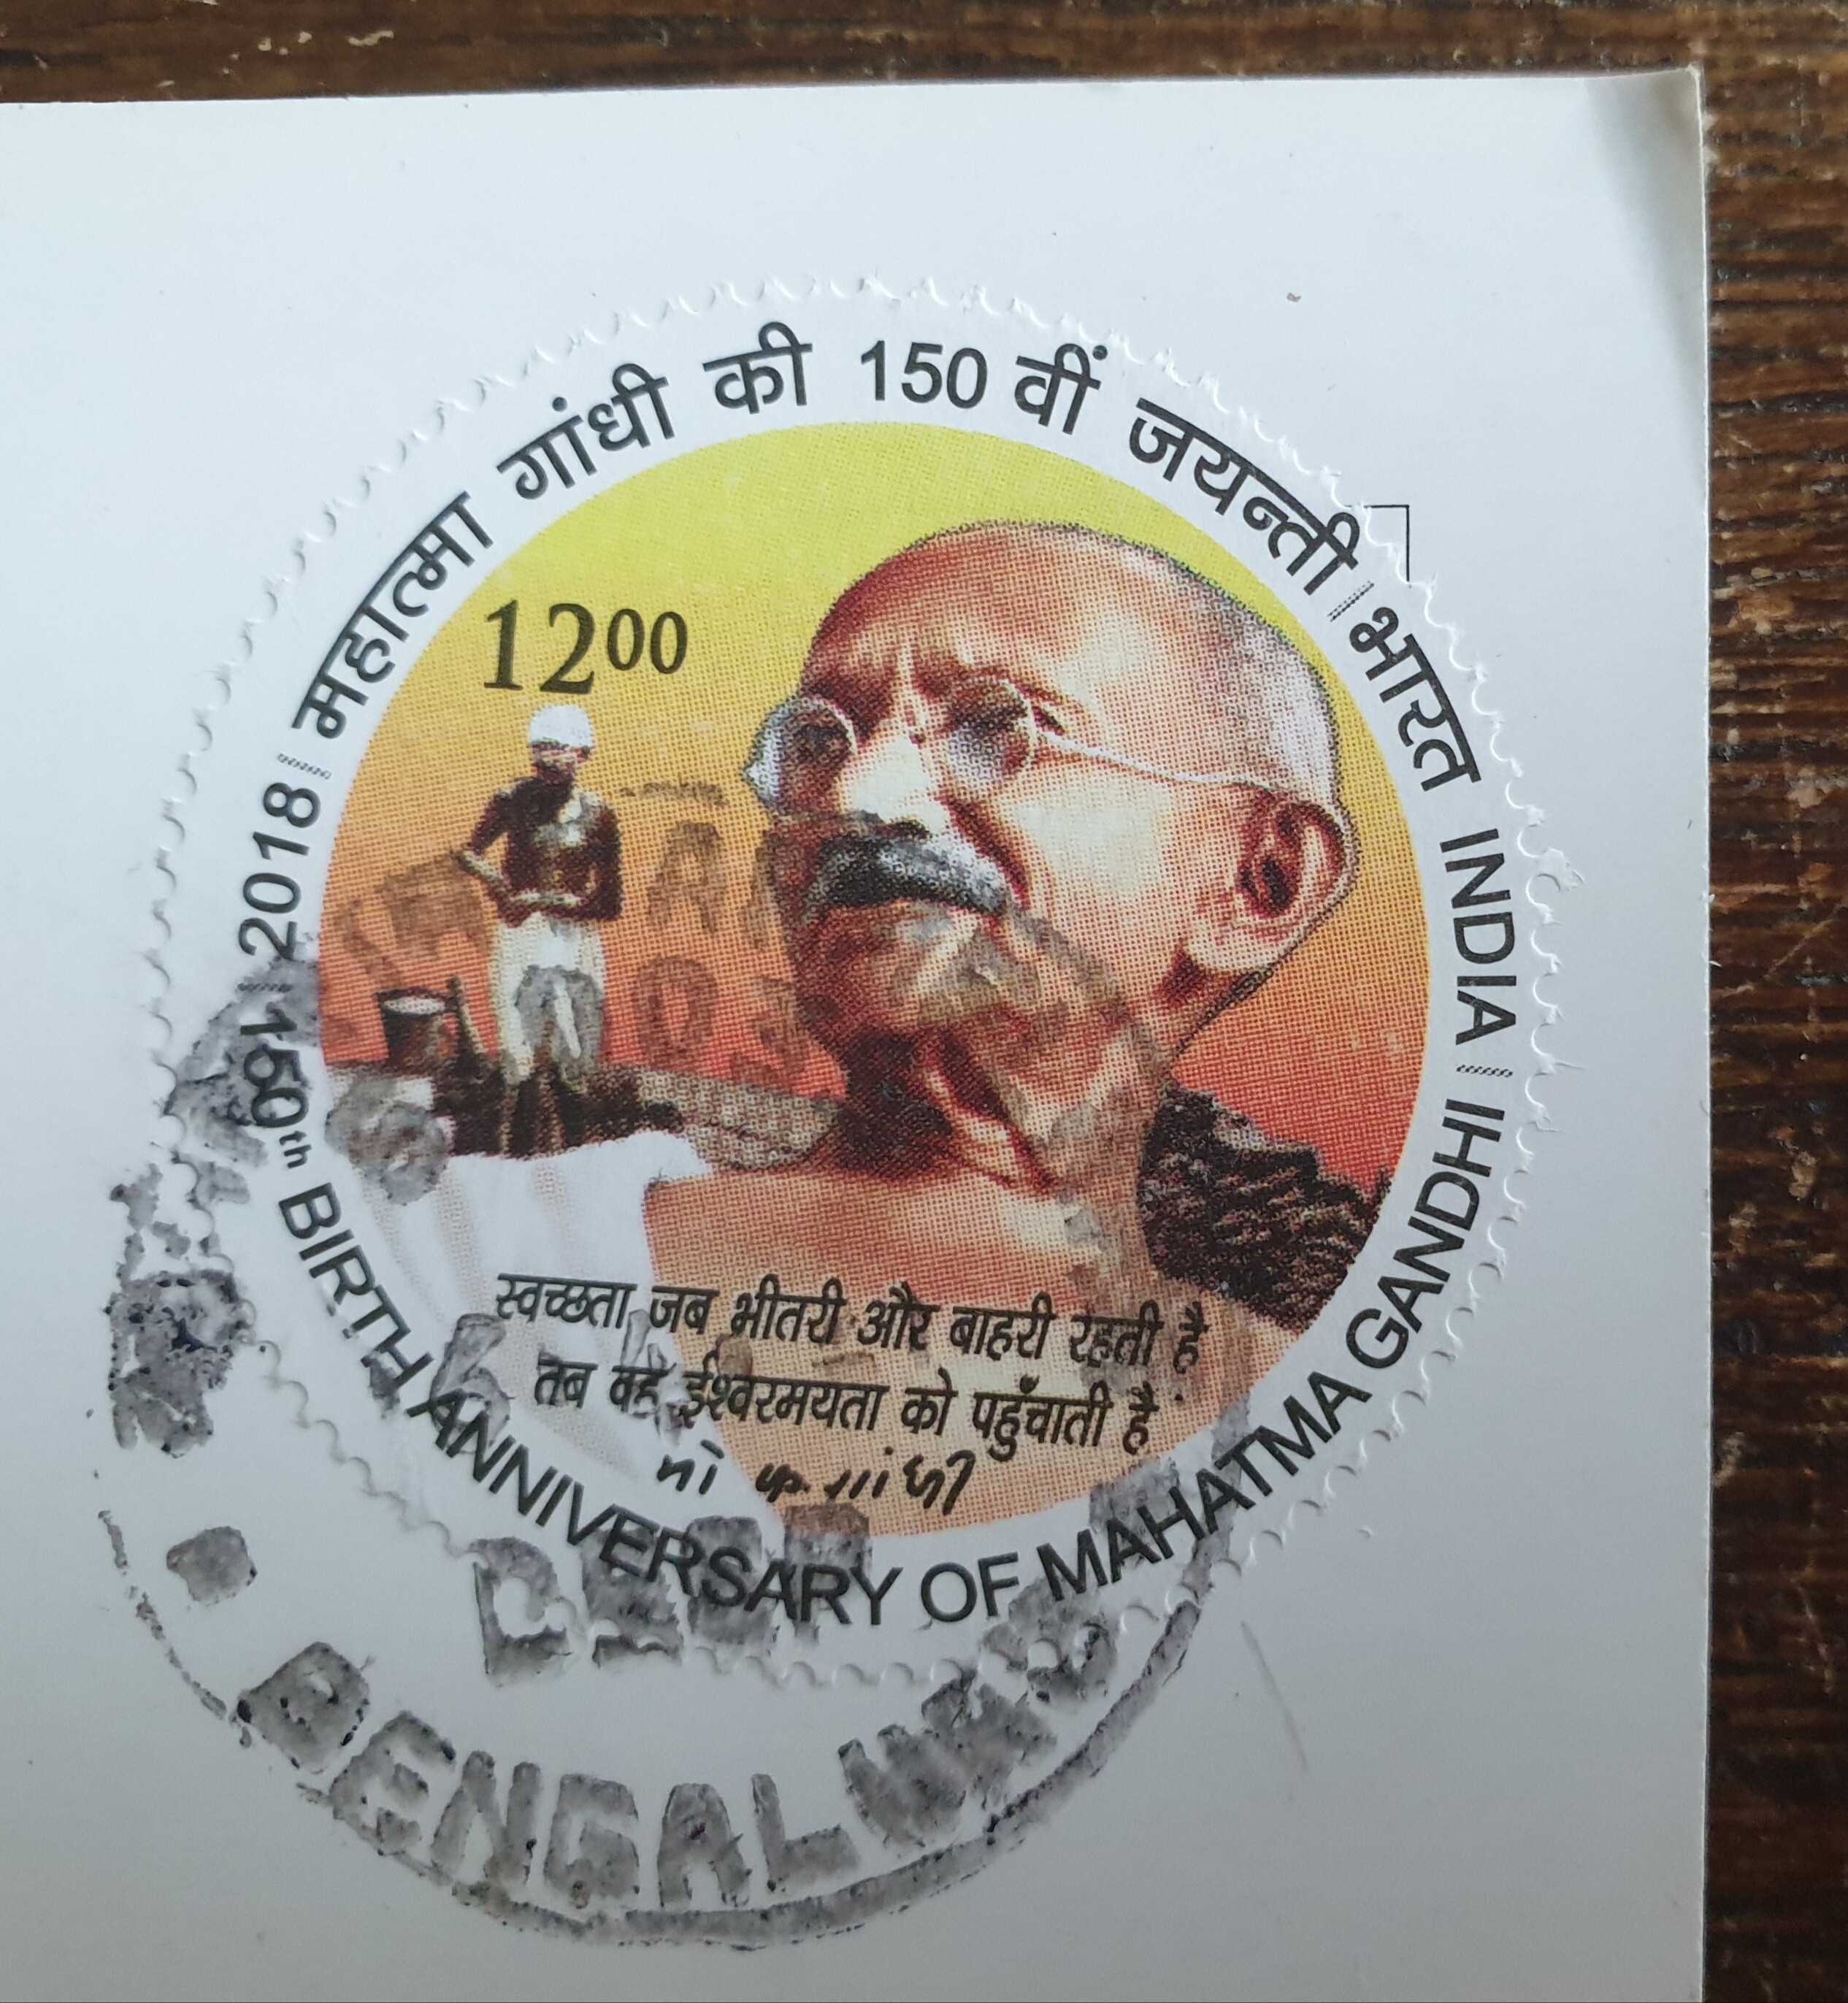 महात्मा गांधी की 150 वीं जयन्ती भारत INDIA
2018
12 00
स्वच्छता जब भीतरी और बाहरी रहती है
तब वह ईश्वरमयता को पहुँचाती है
150th BIRTH ANNIVERSARY OF MAHATMA GANDHI
BENGALURU